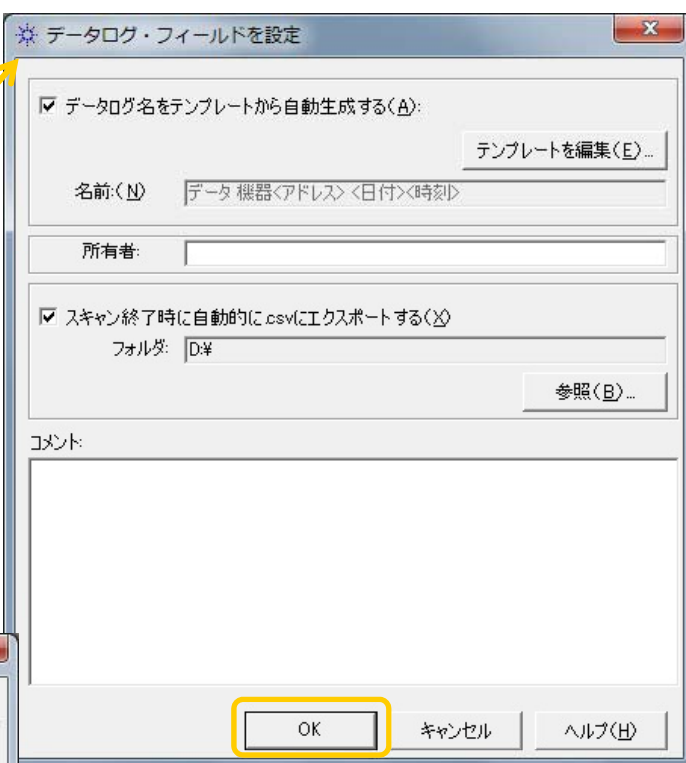 データログ・フィールドを設定
データログ名をテンプレートから自動生成する(A):
テンプレートを編集(E)...
名前:(N) データ 機器<アドレス> <日付><時刻>
所有者:
スキャン終了時に自動的に.csvにエクスポートする(X)
フォルダ: D:¥
参照(B)...
コメント:
OK キャンセル ヘルプ(H)